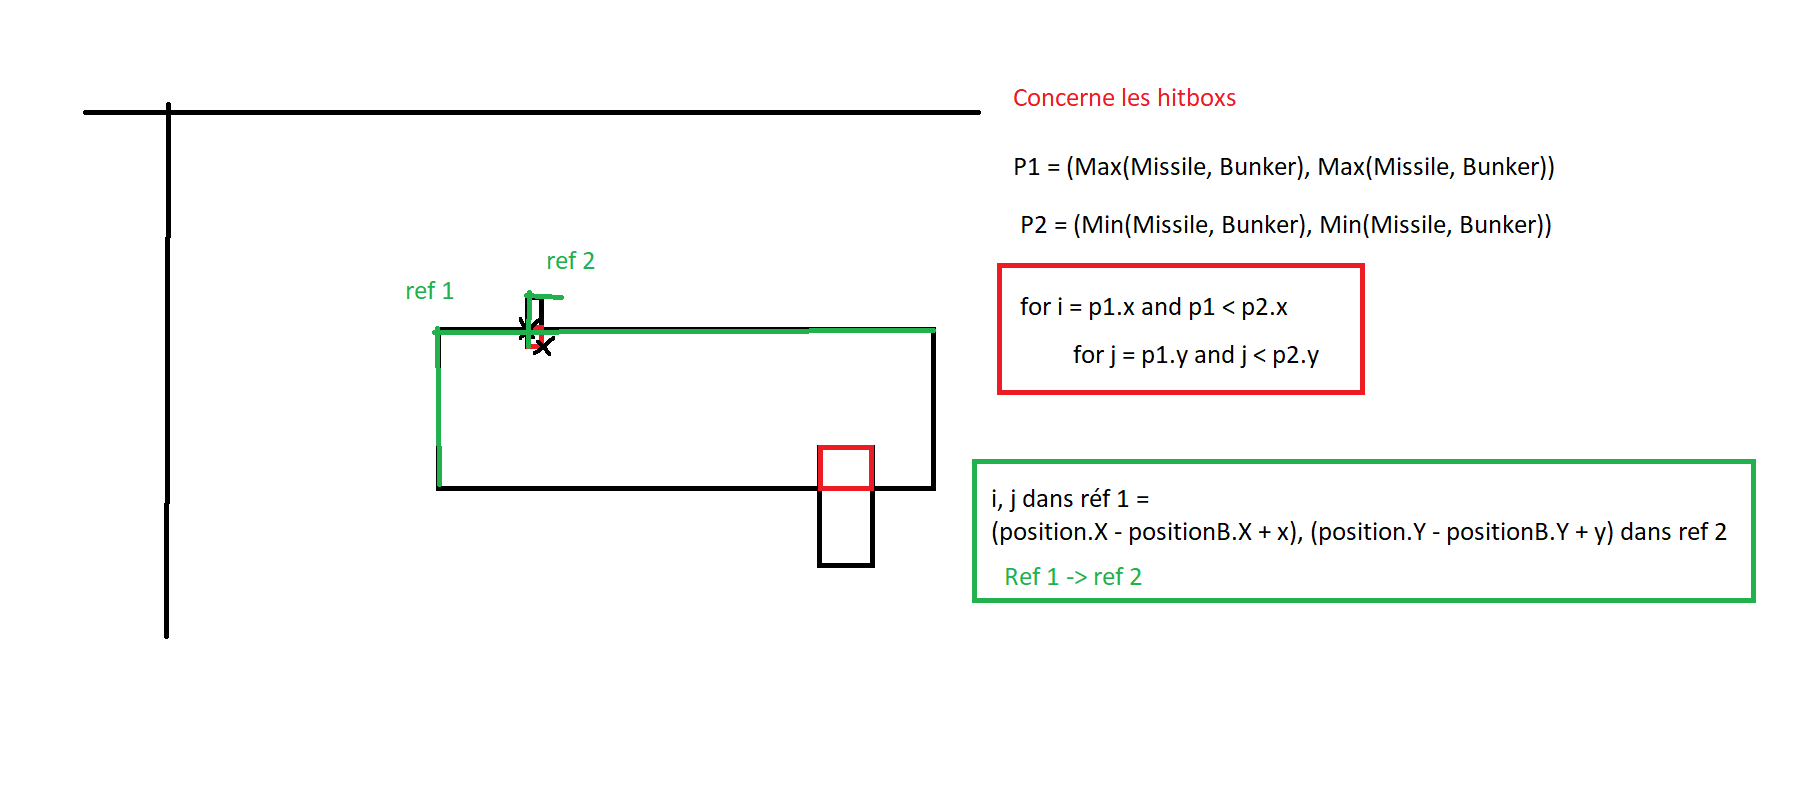 Concerne les hitboxs
P1 = (Max(Missile, Bunker), Max(Missile, Bunker))
P2 = (Min(Missile, Bunker), Min(Missile, Bunker))
ref 2
ref 1
for i = p1.x and p1 < p2.x
for j = p1.y and j < p2.y
i, j dans réf 1 =
(position.X - positionB.X + x), (position.Y - positionB.Y + y) dans ref 2
Ref 1 -> ref 2